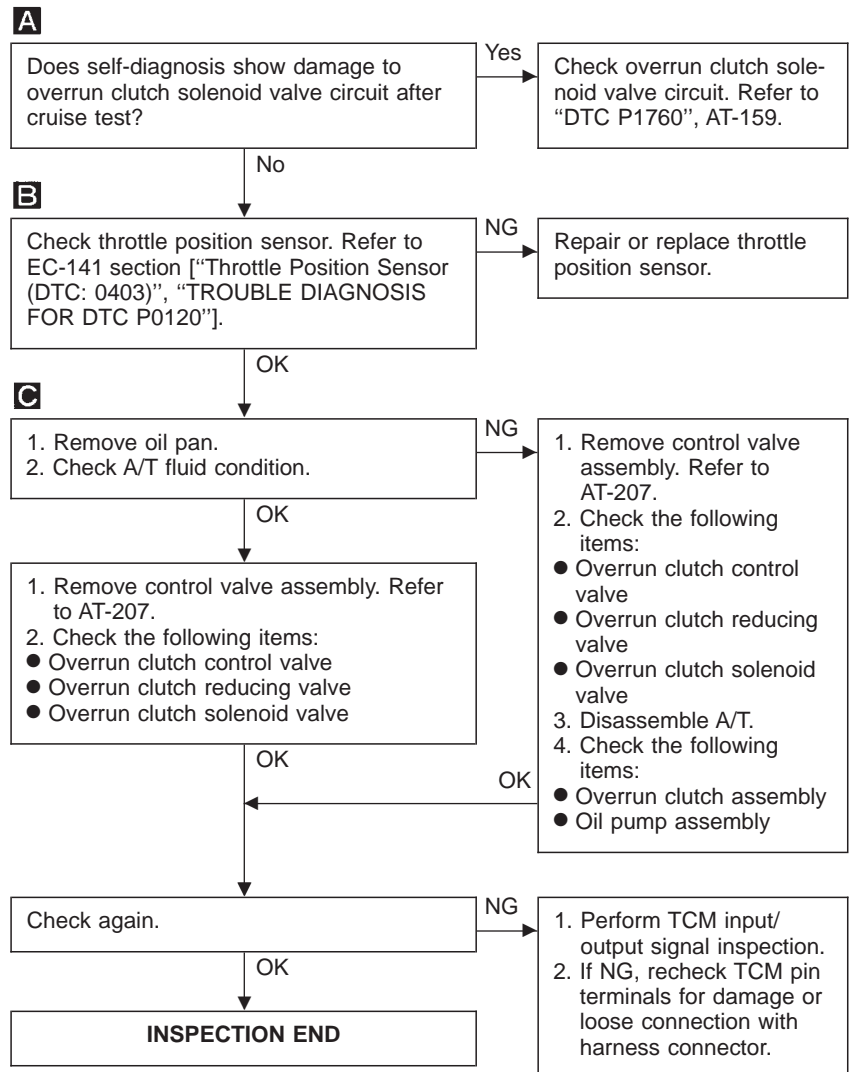 A
Does self-diagnosis show damage to
overrun clutch solenoid valve circuit after
cruise test?
Yes
Check overrun clutch sole-
noid valve circuit. Refer to
‘‘DTC P1760’’, AT-159.
No
B
Check throttle position sensor. Refer to
EC-141 section [‘‘Throttle Position Sensor
(DTC: 0403)’’, ‘‘TROUBLE DIAGNOSIS
FOR DTC P0120’’].
NG
Repair or replace throttle
position sensor.
OK
C
1. Remove oil pan.
2. Check A/T fluid condition.
NG
1. Remove control valve
assembly. Refer to
AT-207.
2. Check the following
items:
● Overrun clutch control
valve
● Overrun clutch reducing
valve
● Overrun clutch solenoid
valve
3. Disassemble A/T.
4. Check the following
items:
● Overrun clutch assembly
● Oil pump assembly
OK
1. Remove control valve assembly. Refer
to AT-207.
2. Check the following items:
● Overrun clutch control valve
● Overrun clutch reducing valve
● Overrun clutch solenoid valve
OK
OK
Check again.
NG
1. Perform TCM input/
output signal inspection.
2. If NG, recheck TCM pin
terminals for damage or
loose connection with
harness connector.
OK
INSPECTION END